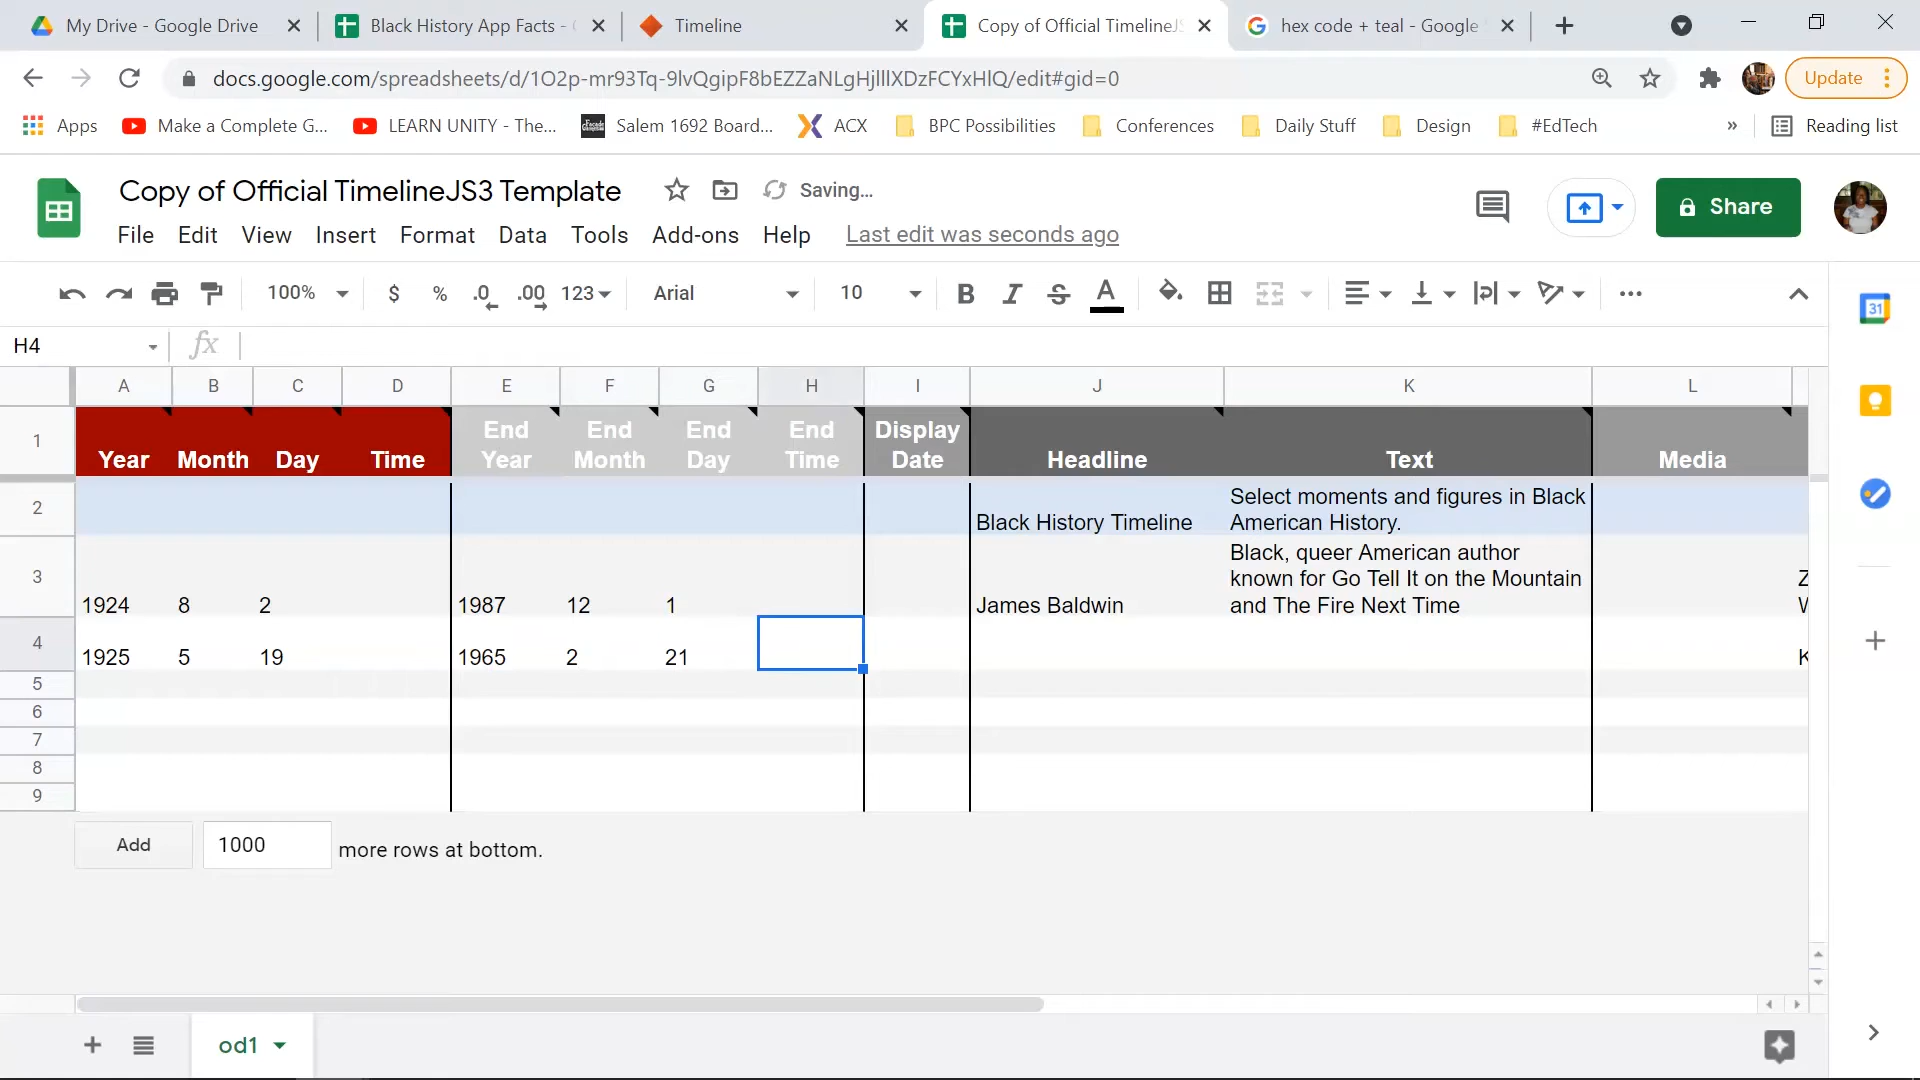 My Drive - Google Drive
Black History App Facts -
Timeline
Copy of Official TimelineJS
hex code + teal - Google
docs.google.com/spreadsheets/d/1O2p-mr93Tq-9lvQgipF8bEZZaNLgHjlllXDzFCYxHlQ/edit#gid=0
Update
Apps
Make a Complete G...
LEARN UNITY - The...
Salem 1692 Board...
ACX
BPC Possibilities
Conferences
Daily Stuff
Design
#EdTech
»
Reading list
Copy of Official TimelineJS3 Template
Saving...
Share
File Edit View Insert Format Data Tools Add-ons Help
Last edit was seconds ago
100% $ % .0 .00 123 Arial 10 B I S A
31
H4 fx
A B C D E F G H I J K L
1 Year Month Day Time End Year End Month End Day End Time Display Date Headline Text Media
2 Black History Timeline Select moments and figures in Black American History.
3 1924 8 2 1987 12 1 James Baldwin Black, queer American author known for Go Tell It on the Mountain and The Fire Next Time
4 1925 5 19 1965 2 21
5
6
7
8
9
Add 1000 more rows at bottom.
od1